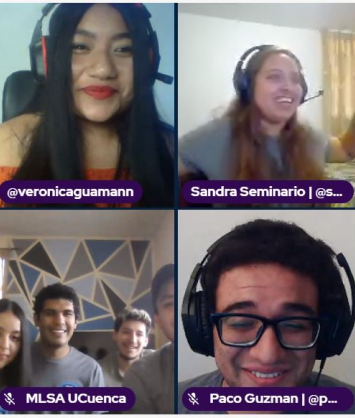 @veronicaguamann
Sandra Seminario | @s...
MLSA UCuenca
Paco Guzman | @p...